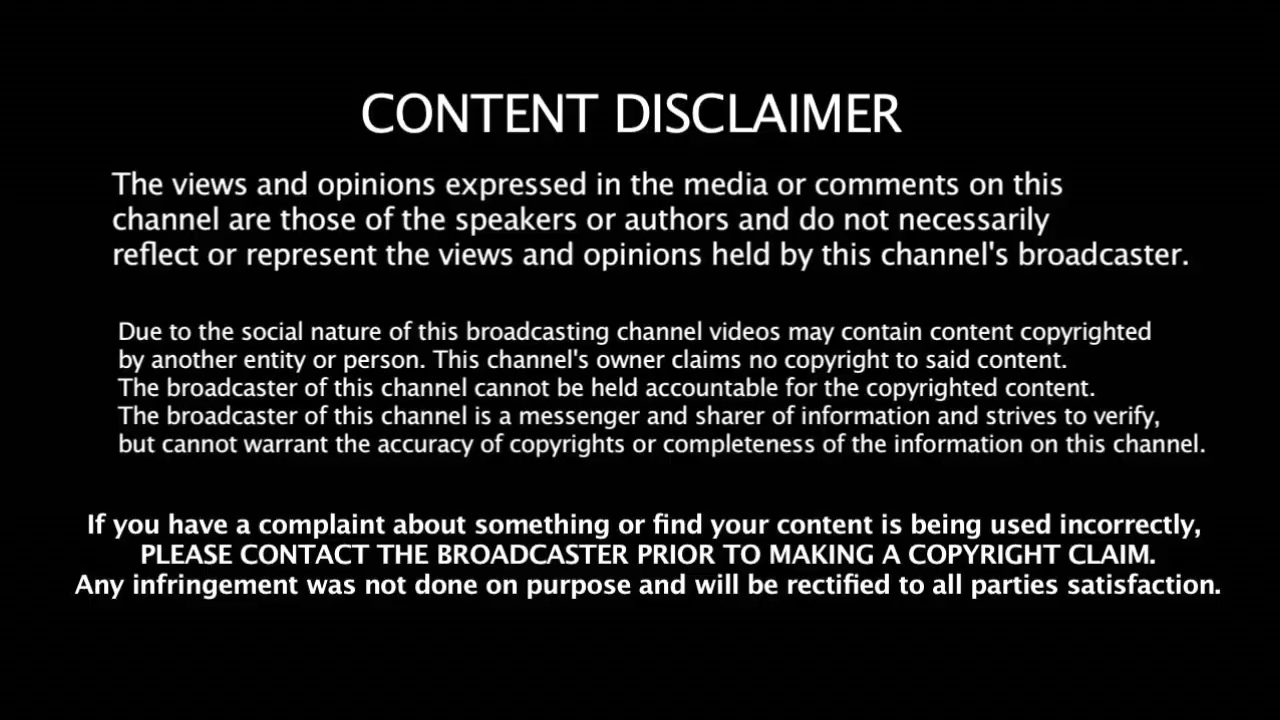 CONTENT DISCLAIMER
The views and opinions expressed in the media or comments on this
channel are those of the speakers or authors and do not necessarily
reflect or represent the views and opinions held by this channel's broadcaster.
Due to the social nature of this broadcasting channel videos may contain content copyrighted
by another entity or person. This channel's owner claims no copyright to said content.
The broadcaster of this channel cannot be held accountable for the copyrighted content.
The broadcaster of this channel is a messenger and sharer of information and strives to verify,
but cannot warrant the accuracy of copyrights or completeness of the information on this channel.
If you have a complaint about something or find your content is being used incorrectly,
PLEASE CONTACT THE BROADCASTER PRIOR TO MAKING A COPYRIGHT CLAIM.
Any infringement was not done on purpose and will be rectified to all parties satisfaction.